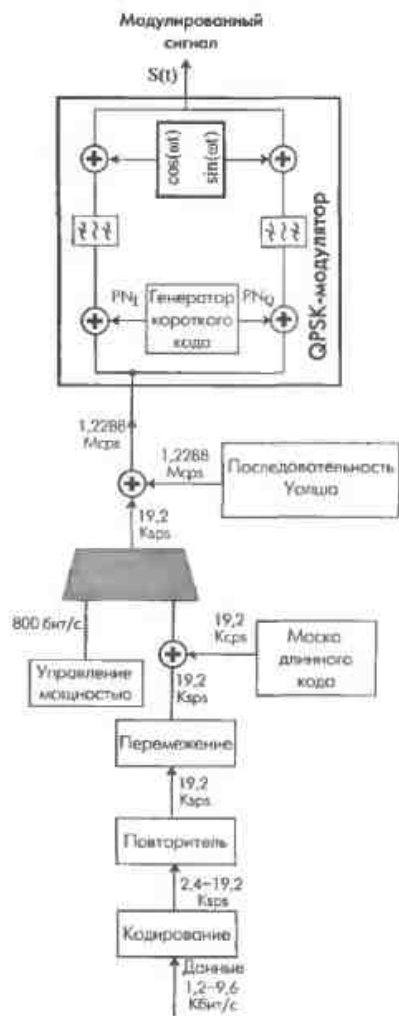 Модулированный
сигнал
S(t)
cos(ωt)
sin(ωt)
QPSK-модулятор
PN_I
Генератор
короткого
кода
PN_Q
1,2288
Mcps
1,2288
Mcps
Последовательность
Уолша
19,2
Ksps
800 бит/с
19,2
Kcps
Управление
мощностью
Маска
длинного
кода
19,2
Ksps
Перемежение
19,2
Ksps
Повторитель
2,4–19,2
Ksps
Кодирование
Данные
1,2–9,6
Кбит/с